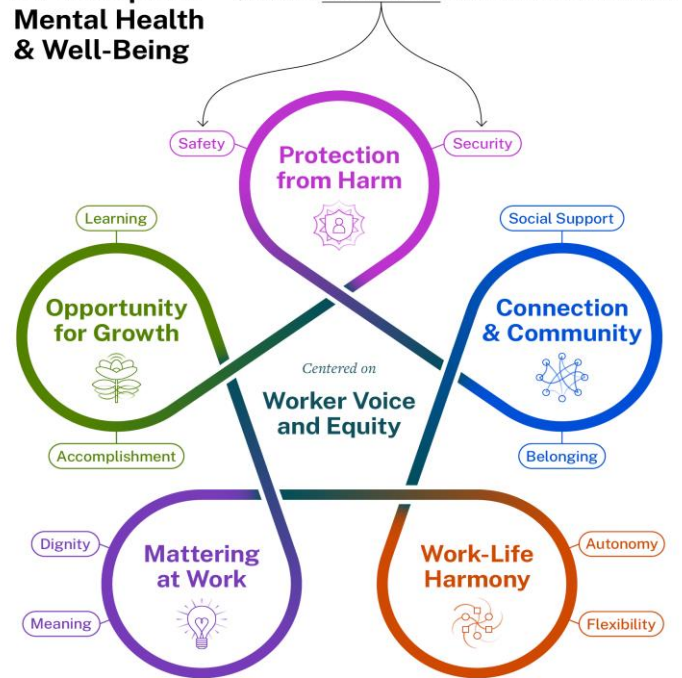 Mental Health
& Well-Being
Safety
Security
Protection
from Harm
Learning
Social Support
Opportunity
for Growth
Connection
& Community
Centered on
Worker Voice
and Equity
Accomplishment
Belonging
Dignity
Autonomy
Mattering
at Work
Work-Life
Harmony
Meaning
Flexibility